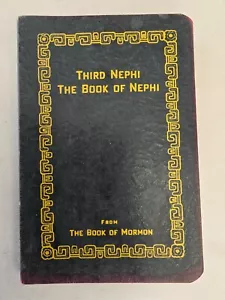 Third Nephi
The Book of Nephi
From
The Book of Mormon